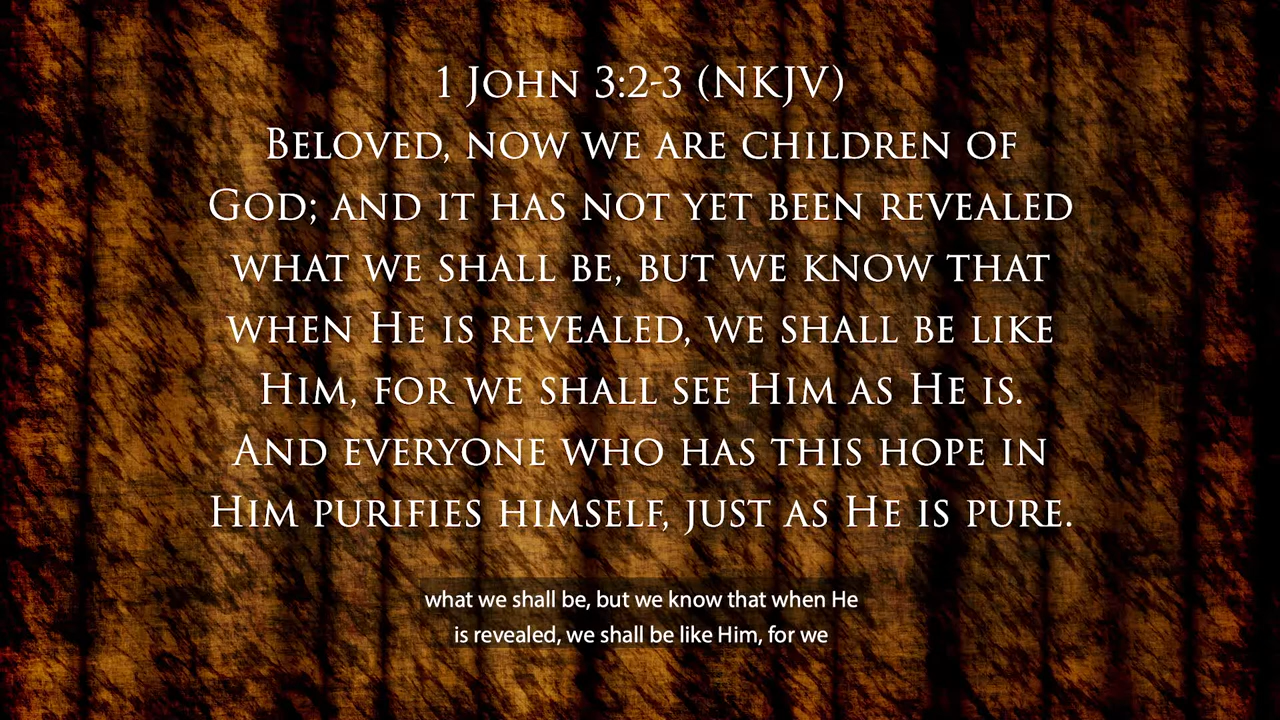 1 John 3:2-3 (NKJV)
Beloved, now we are children of
God; and it has not yet been revealed
what we shall be, but we know that
when He is revealed, we shall be like
Him, for we shall see Him as He is.
And everyone who has this hope in
Him purifies himself, just as He is pure.
what we shall be, but we know that when He
is revealed, we shall be like Him, for we